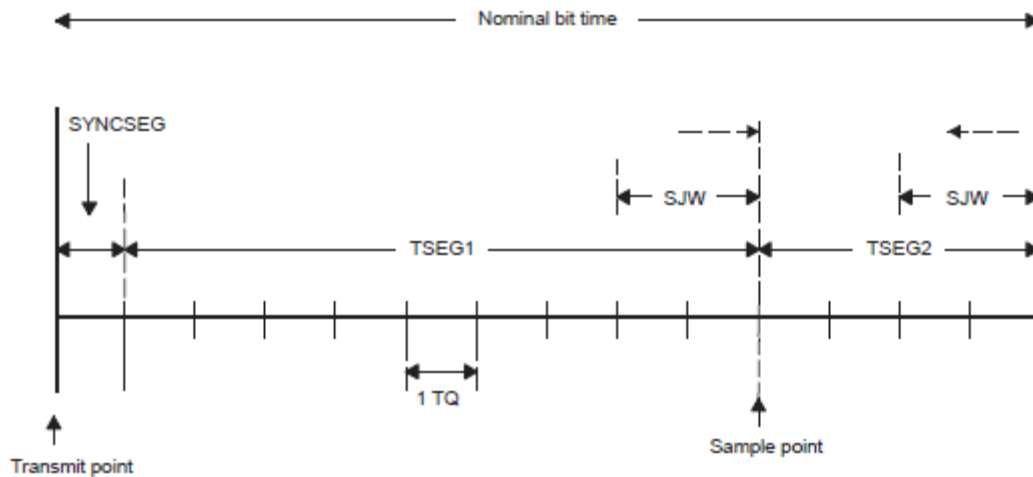 Nominal bit time
SYNCSEG
SJW
SJW
TSEG1
TSEG2
1 TQ
Sample point
Transmit point